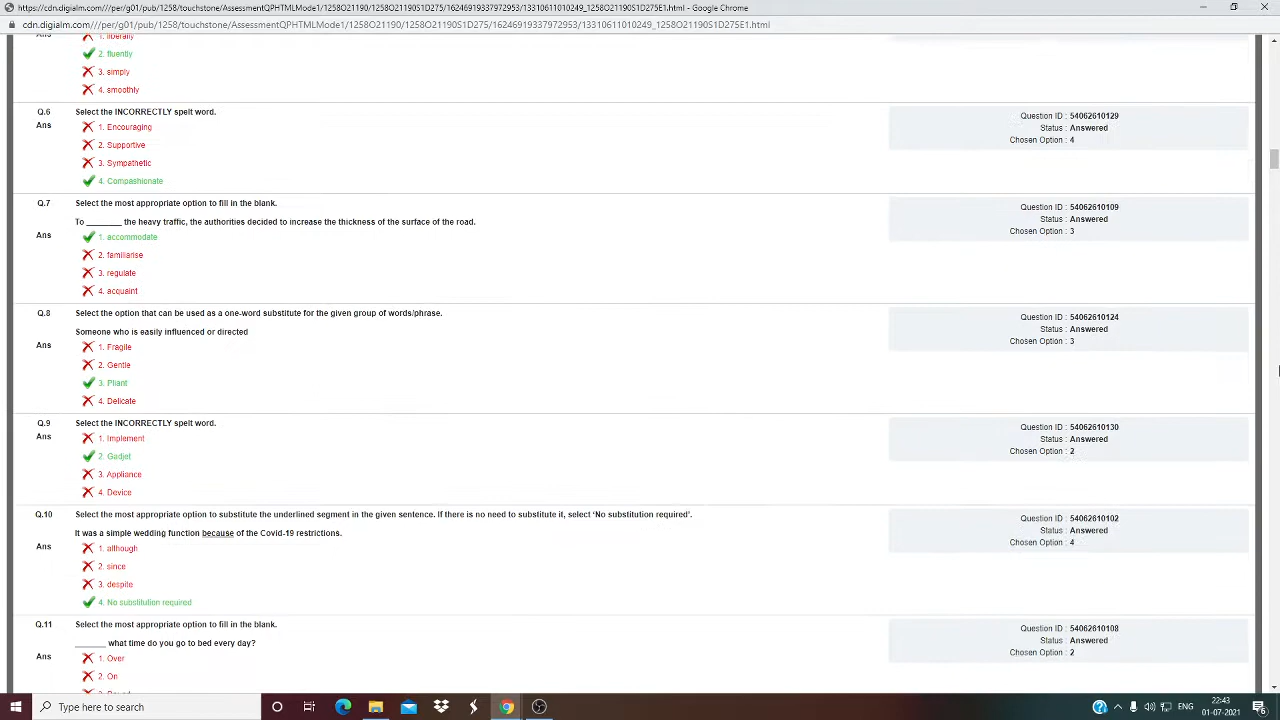 https://cdn.digialm.com///per/g01/pub/1258/touchstone/AssessmentQPHTMLMode1/1258O21190/1258O21190S1D275/16246919337972953/13310611010249_1258O21190S1D275E1.html - Google Chrome
cdn.digialm.com///per/g01/pub/1258/touchstone/AssessmentQPHTMLMode1/1258O21190/1258O21190S1D275/16246919337972953/13310611010249_1258O21190S1D275E1.html
Ans 1. liberally
2. fluently
3. simply
4. smoothly
Q.6 Select the INCORRECTLY spelt word.
Question ID : 54062610129
Ans 1. Encouraging
Status : Answered
Chosen Option : 4
2. Supportive
3. Sympathetic
4. Compashionate
Q.7 Select the most appropriate option to fill in the blank.
Question ID : 54062610109
To ________ the heavy traffic, the authorities decided to increase the thickness of the surface of the road.
Status : Answered
Chosen Option : 3
Ans 1. accommodate
2. familiarise
3. regulate
4. acquaint
Q.8 Select the option that can be used as a one-word substitute for the given group of words/phrase.
Question ID : 54062610124
Someone who is easily influenced or directed
Status : Answered
Chosen Option : 3
Ans 1. Fragile
2. Gentle
3. Pliant
4. Delicate
Q.9 Select the INCORRECTLY spelt word.
Question ID : 54062610130
Ans 1. Implement
Status : Answered
Chosen Option : 2
2. Gadjet
3. Appliance
4. Device
Q.10 Select the most appropriate option to substitute the underlined segment in the given sentence. If there is no need to substitute it, select ‘No substitution required’.
Question ID : 54062610102
It was a simple wedding function because of the Covid-19 restrictions.
Status : Answered
Chosen Option : 4
Ans 1. although
2. since
3. despite
4. No substitution required
Q.11 Select the most appropriate option to fill in the blank.
Question ID : 54062610108
_______ what time do you go to bed every day?
Status : Answered
Chosen Option : 2
Ans 1. Over
2. On
Type here to search
ENG
22:43
01-07-2021